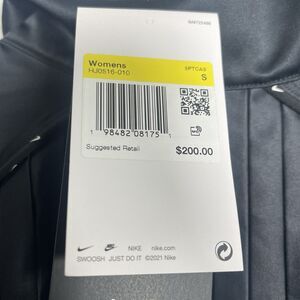 Womens
HJ0516-010
SPTCAS
S
1 98482 08175 1
Suggested Retail
$200.00
NIKE nike.com
SWOOSH JUST DO IT ©2021 Nike